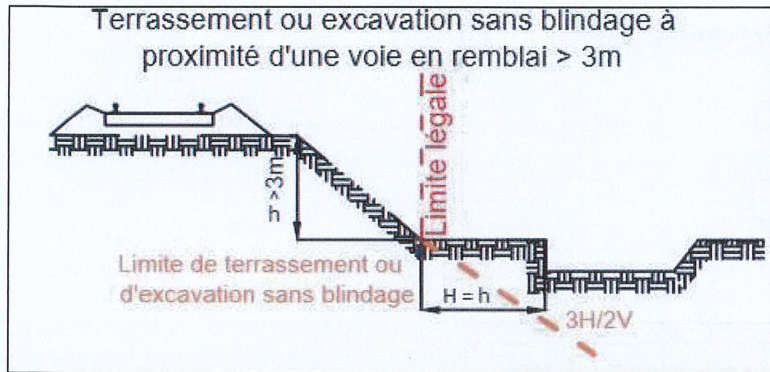 Terrassement ou excavation sans blindage à
proximité d'une voie en remblai > 3m
Limite légale
h >3m
Limite de terrassement ou
d'excavation sans blindage
H = h
3H/2V